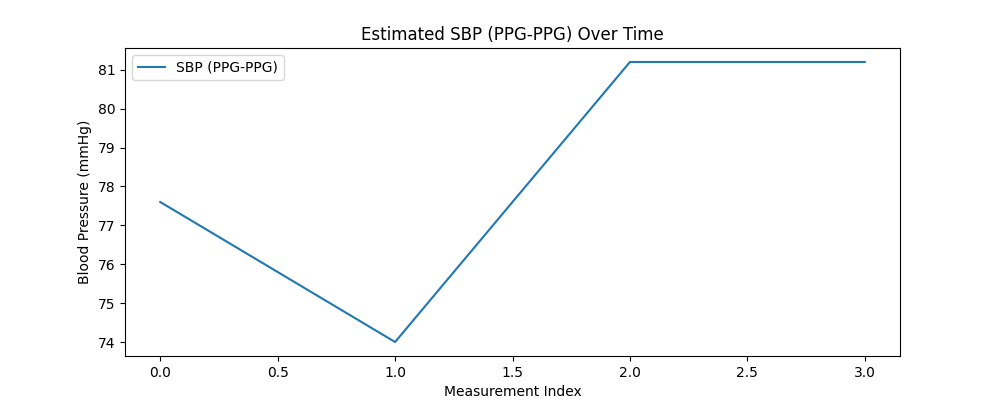 Estimated SBP (PPG-PPG) Over Time
SBP (PPG-PPG)
Blood Pressure (mmHg)
81
80
79
78
77
76
75
74
0.0 0.5 1.0 1.5 2.0 2.5 3.0
Measurement Index